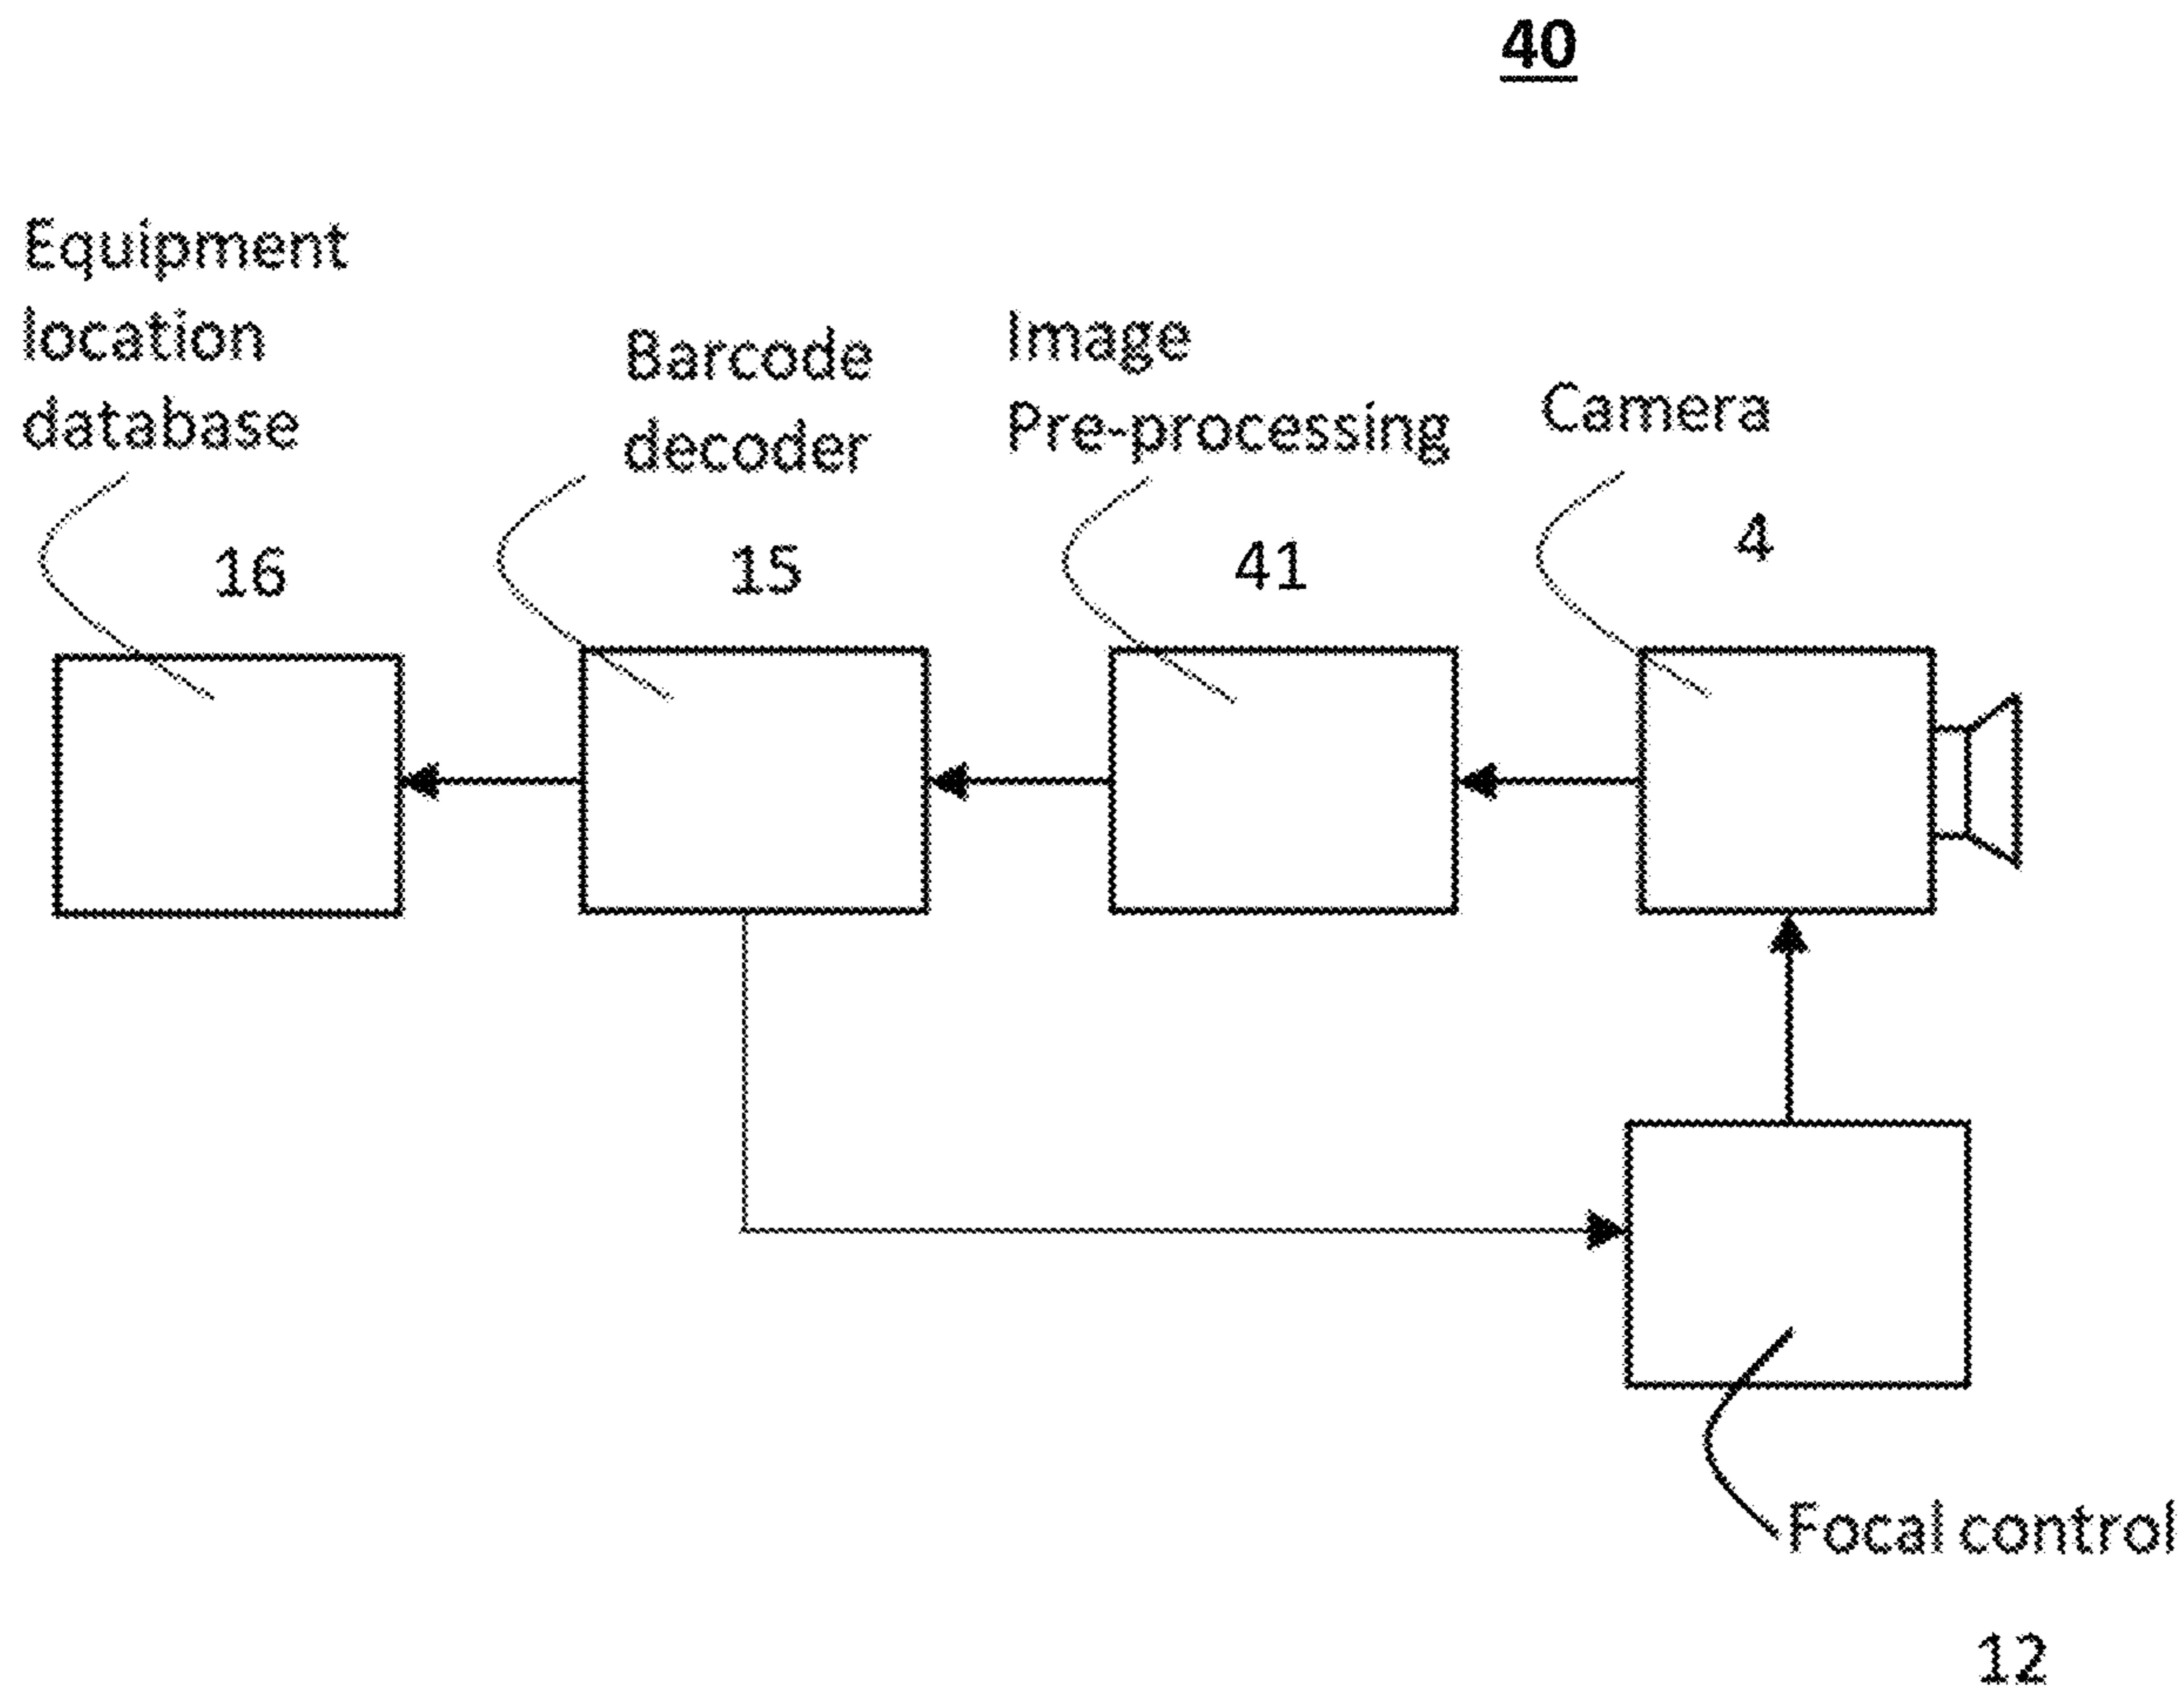 40
Equipment
location
database
16
Barcode
decoder
15
Image
Pre-processing
41
Camera
4
Focal control
12